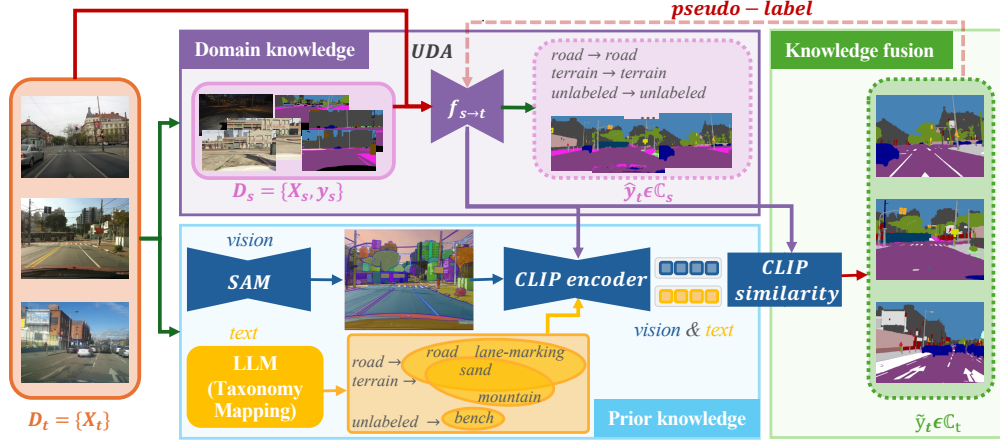 pseudo-label
Domain knowledge
UDA
Knowledge fusion
road → road
terrain → terrain
unlabeled → unlabeled
f_{s→t}
D_s = {X_s, y_s}
ŷ_t ϵ ℂ_s
vision
SAM
CLIP encoder
CLIP
similarity
vision & text
text
LLM
(Taxonomy
Mapping)
road →
road lane-marking
sand
terrain →
mountain
unlabeled →
bench
Prior knowledge
D_t = {X_t}
ỹ_t ϵ ℂ_t